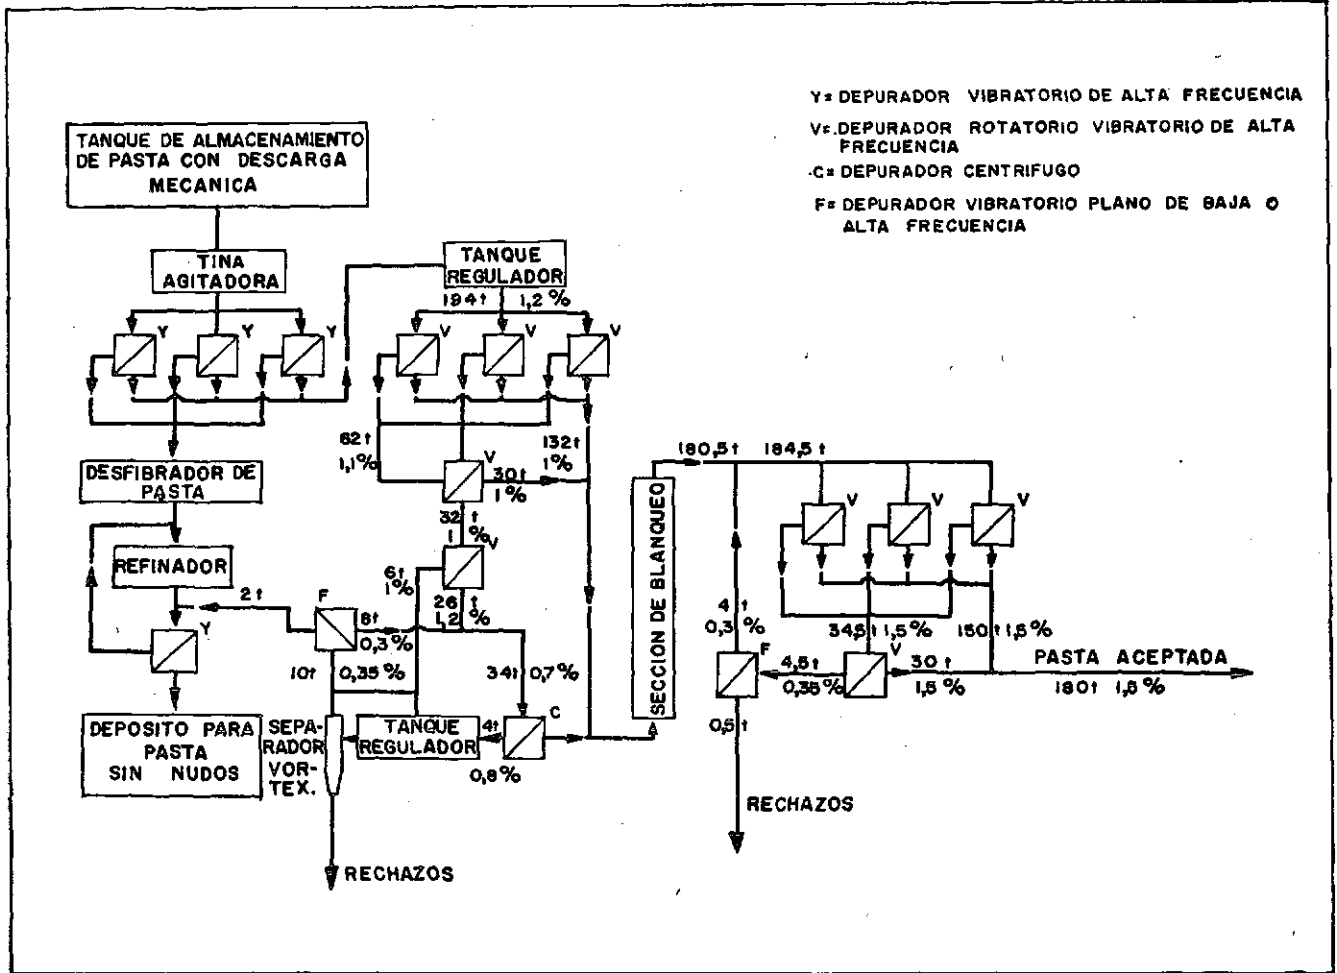 Y= DEPURADOR VIBRATORIO DE ALTA FRECUENCIA
V= DEPURADOR ROTATORIO VIBRATORIO DE ALTA
FRECUENCIA
C= DEPURADOR CENTRIFUGO
F= DEPURADOR VIBRATORIO PLANO DE BAJA O
ALTA FRECUENCIA
TANQUE DE ALMACENAMIENTO
DE PASTA CON DESCARGA
MECANICA
TINA
AGITADORA
Y
Y
Y
DESFIBRADOR DE
PASTA
REFINADOR
2 t
Y
DEPOSITO PARA
PASTA
SIN NUDOS
TANQUE
REGULADOR
194 t 1,2 %
V
V
V
62 t
1,1 %
132 t
1 %
V
30 t
1 %
32 t
1 %
V
6 t
1 %
26 t
1,2 %
F
8 t
0,3 %
10 t 0,35 %
34 t 0,7 %
C
SEPA-
RADOR
VOR-
TEX.
TANQUE
REGULADOR
4 t
0,8 %
RECHAZOS
SECCION DE BLANQUEO
180,5 t 184,5 t
V
V
V
4 t
0,3 %
34,5 t 1,5 %
150 t 1,5 %
F
4,5 t
0,35 %
V
30 t
1,5 %
PASTA ACEPTADA
180 t 1,5 %
0,5 t
RECHAZOS